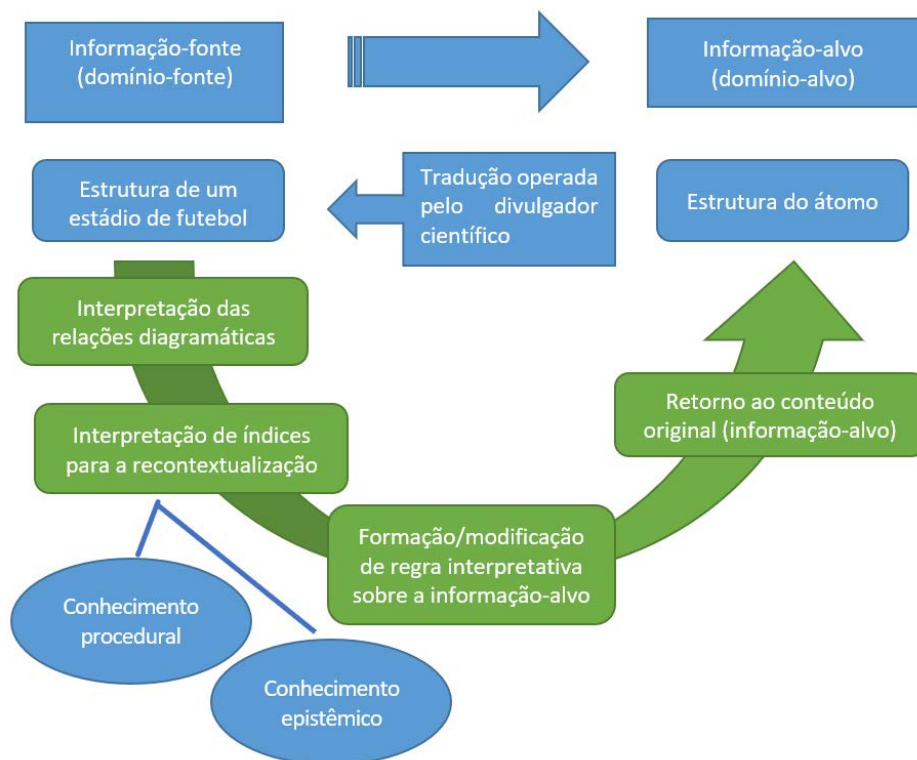 Informação-fonte
(domínio-fonte)
Informação-alvo
(domínio-alvo)
Estrutura de um
estádio de futebol
Tradução operada
pelo divulgador
científico
Estrutura do átomo
Interpretação das
relações diagramáticas
Interpretação de índices
para a recontextualização
Retorno ao conteúdo
original (informação-alvo)
Formação/modificação
de regra interpretativa
sobre a informação-alvo
Conhecimento
procedural
Conhecimento
epistêmico